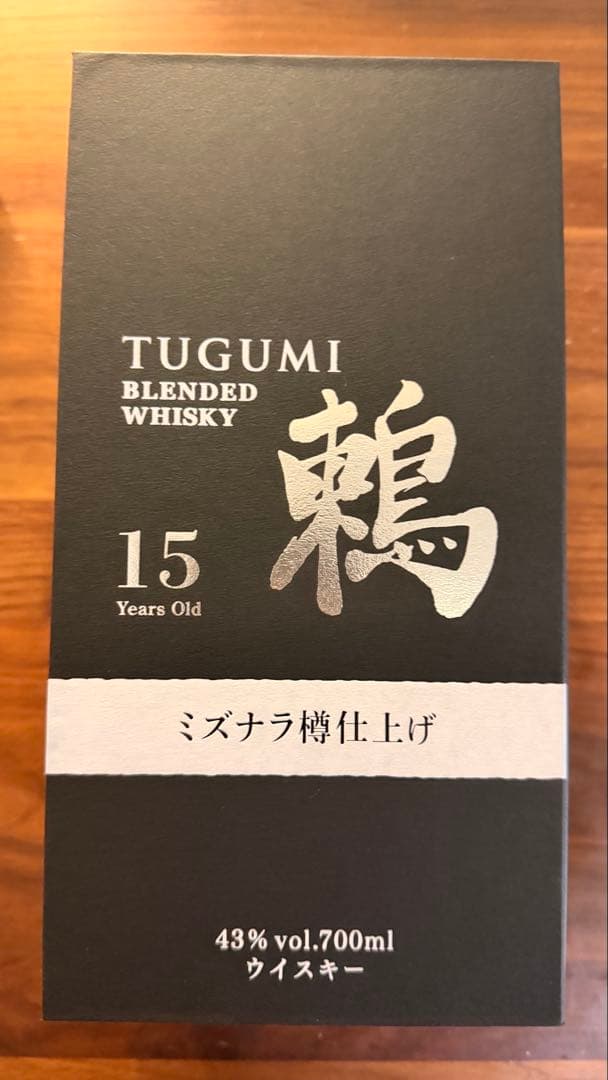 TUGUMI
BLENDED
WHISKY
鶫
15
Years Old
ミズナラ樽仕上げ
43% vol.700ml
ウイスキー